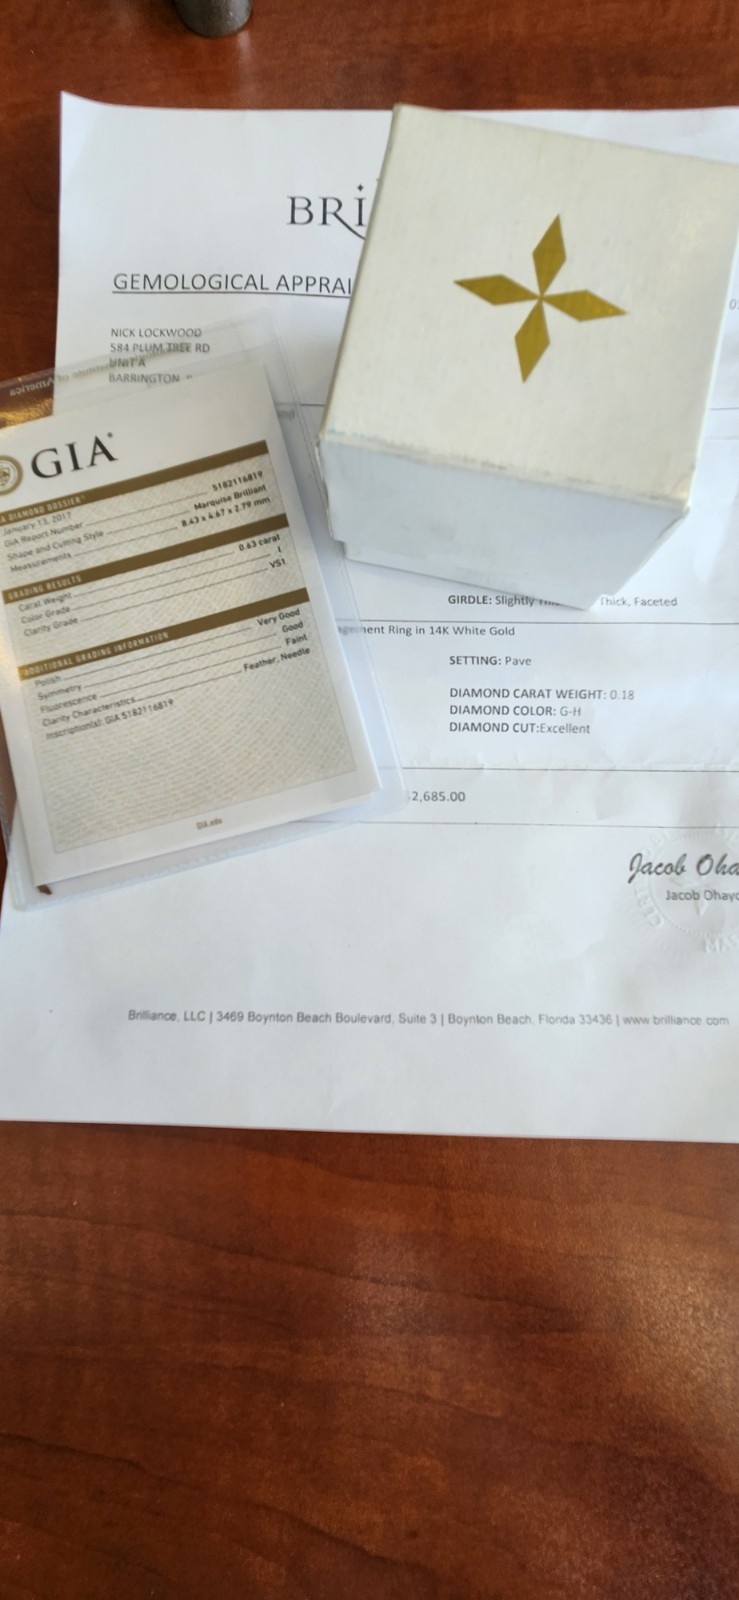 BRI
GEMOLOGICAL APPRAI
NICK LOCKWOOD
584 PLUM TREE RD
UNIT A
BARRINGTON
GIA
DIAMOND DOSSIER
January 13, 2017
GIA Report Number 5182116819
Shape and Cutting Style Marquise Brilliant
Measurements 8.43 x 4.67 x 2.79 mm
GRADING RESULTS
Carat Weight 0.63 carat
Color Grade I
Clarity Grade VS1
ADDITIONAL GRADING INFORMATION
Polish Very Good
Symmetry Good
Fluorescence Faint
Clarity Characteristics Feather, Needle
Inscription(s): GIA 5182116819
GIA.edu
GIRDLE: Slightly Thick, Faceted
Ring in 14K White Gold
SETTING: Pave
DIAMOND CARAT WEIGHT: 0.18
DIAMOND COLOR: G-H
DIAMOND CUT:Excellent
2,685.00
Jacob Oha
Jacob Ohayo
Brilliance, LLC | 3469 Boynton Beach Boulevard, Suite 3 | Boynton Beach, Florida 33436 | www.brilliance.com